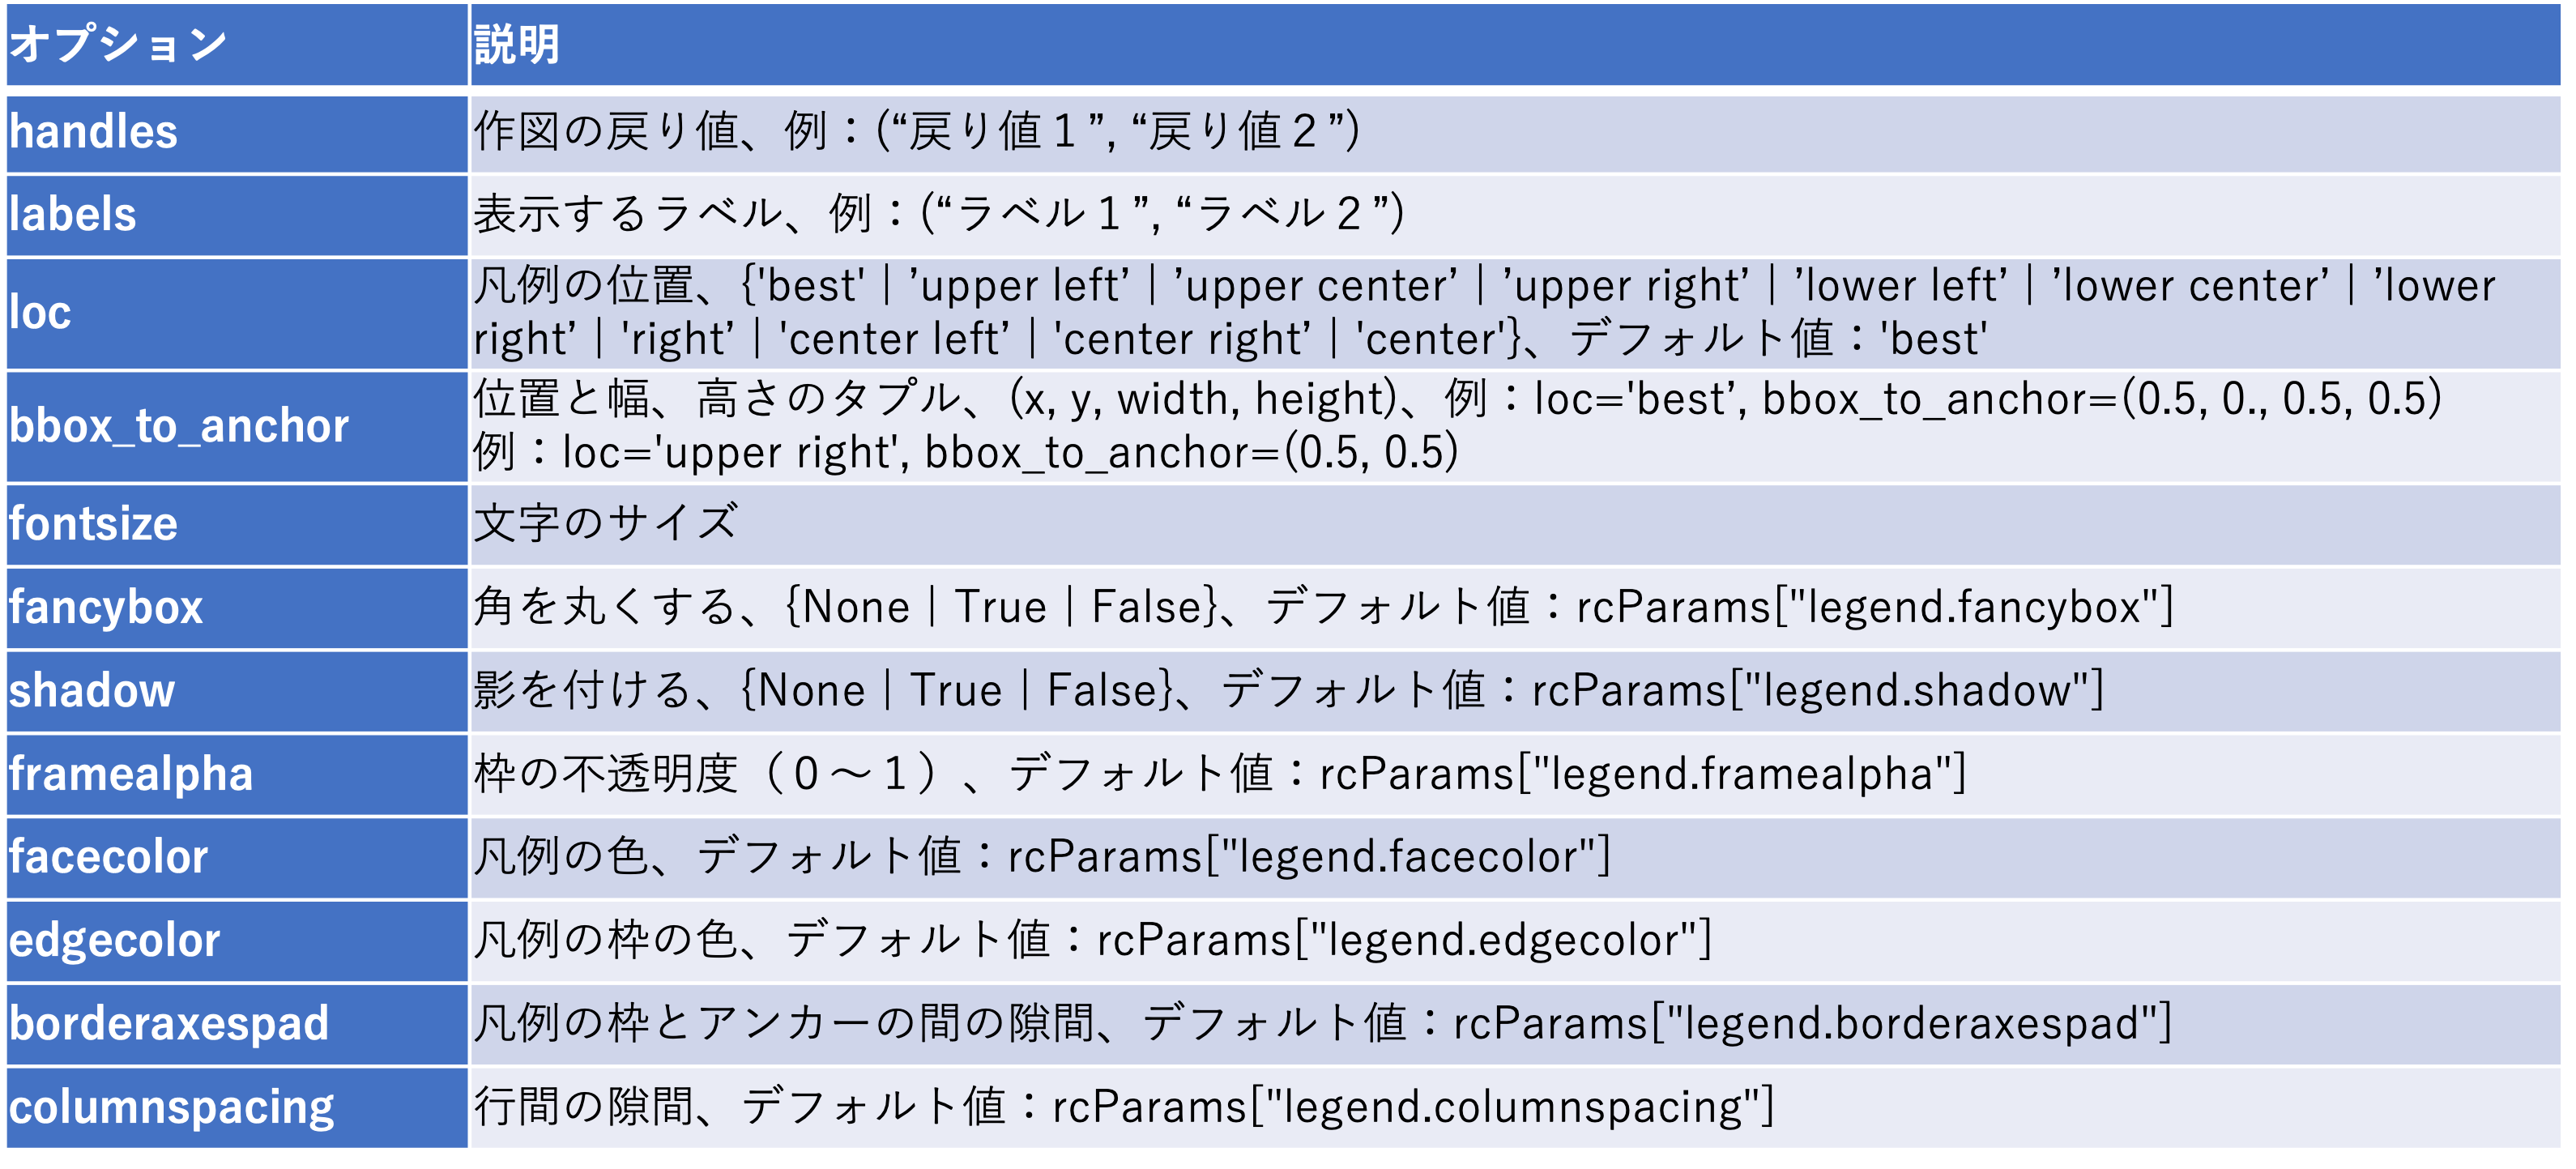 オプション 説明
handles 作図の戻り値、例：(“戻り値１”, “戻り値２”)
labels 表示するラベル、例：(“ラベル１”, “ラベル２”)
loc 凡例の位置、{'best' | ’upper left’ | ’upper center’ | ’upper right’ | ’lower left’ | ’lower center’ | ’lower
right’ | 'right’ | 'center left’ | 'center right’ | 'center'}、デフォルト値：'best'
bbox_to_anchor 位置と幅、高さのタプル、(x, y, width, height)、例：loc='best’, bbox_to_anchor=(0.5, 0., 0.5, 0.5)
例：loc='upper right', bbox_to_anchor=(0.5, 0.5)
fontsize 文字のサイズ
fancybox 角を丸くする、{None | True | False}、デフォルト値：rcParams["legend.fancybox"]
shadow 影を付ける、{None | True | False}、デフォルト値：rcParams["legend.shadow"]
framealpha 枠の不透明度（０～１）、デフォルト値：rcParams["legend.framealpha"]
facecolor 凡例の色、デフォルト値：rcParams["legend.facecolor"]
edgecolor 凡例の枠の色、デフォルト値：rcParams["legend.edgecolor"]
borderaxespad 凡例の枠とアンカーの間の隙間、デフォルト値：rcParams["legend.borderaxespad"]
columnspacing 行間の隙間、デフォルト値：rcParams["legend.columnspacing"]